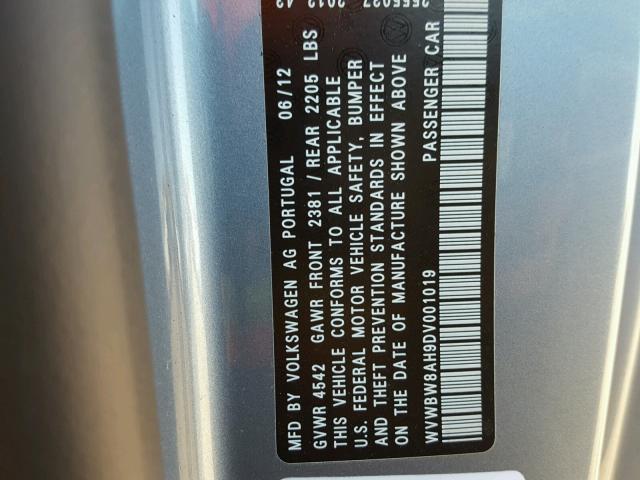 MFD BY VOLKSWAGEN AG PORTUGAL 06/12
GVWR 4542 GAWR FRONT 2381 / REAR 2205 LBS
THIS VEHICLE CONFORMS TO ALL APPLICABLE
U.S. FEDERAL MOTOR VEHICLE SAFETY, BUMPER
AND THEFT PREVENTION STANDARDS IN EFFECT
ON THE DATE OF MANUFACTURE SHOWN ABOVE
WVWBW8AH9DV001019 PASSENGER CAR